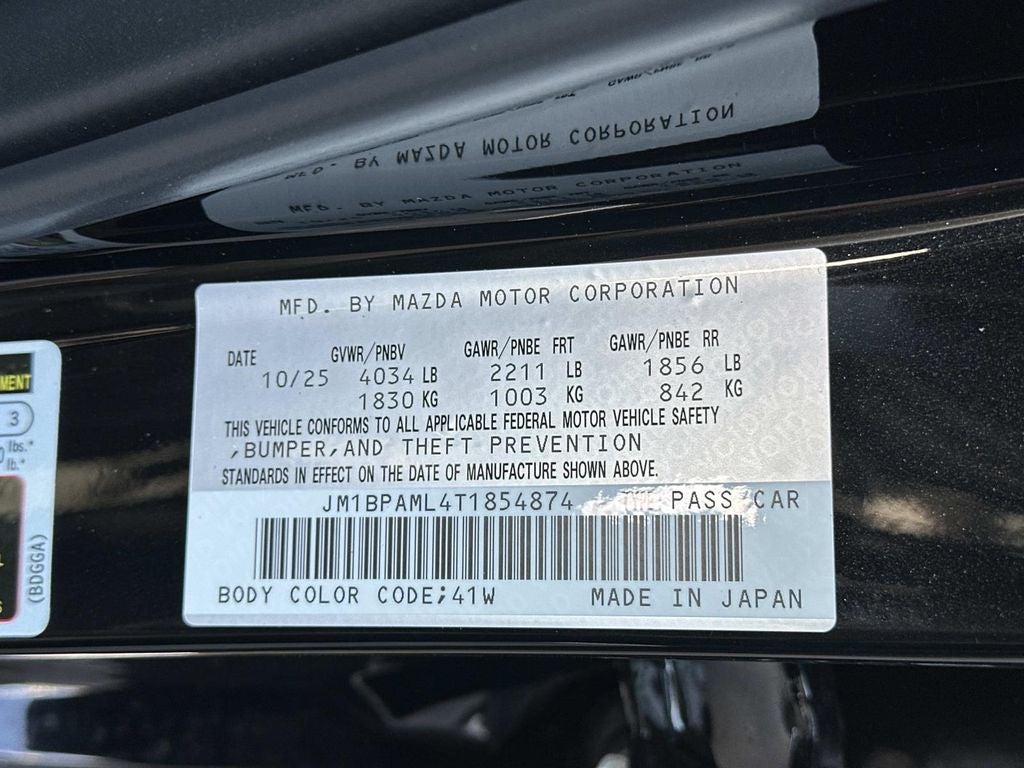 MFD. BY MAZDA MOTOR CORPORATION
MFD. BY MAZDA MOTOR CORPORATION
MFD. BY MAZDA MOTOR CORPORATION
DATE GVWR/PNBV GAWR/PNBE FRT GAWR/PNBE RR
10/25 4034 LB 2211 LB 1856 LB
1830 KG 1003 KG 842 KG
THIS VEHICLE CONFORMS TO ALL APPLICABLE FEDERAL MOTOR VEHICLE SAFETY
,BUMPER,AND THEFT PREVENTION
STANDARDS IN EFFECT ON THE DATE OF MANUFACTURE SHOWN ABOVE.
JM1BPAML4T1854874 PASS CAR
BODY COLOR CODE;41W MADE IN JAPAN
3
lbs.*
lb.*
(BDGGA)